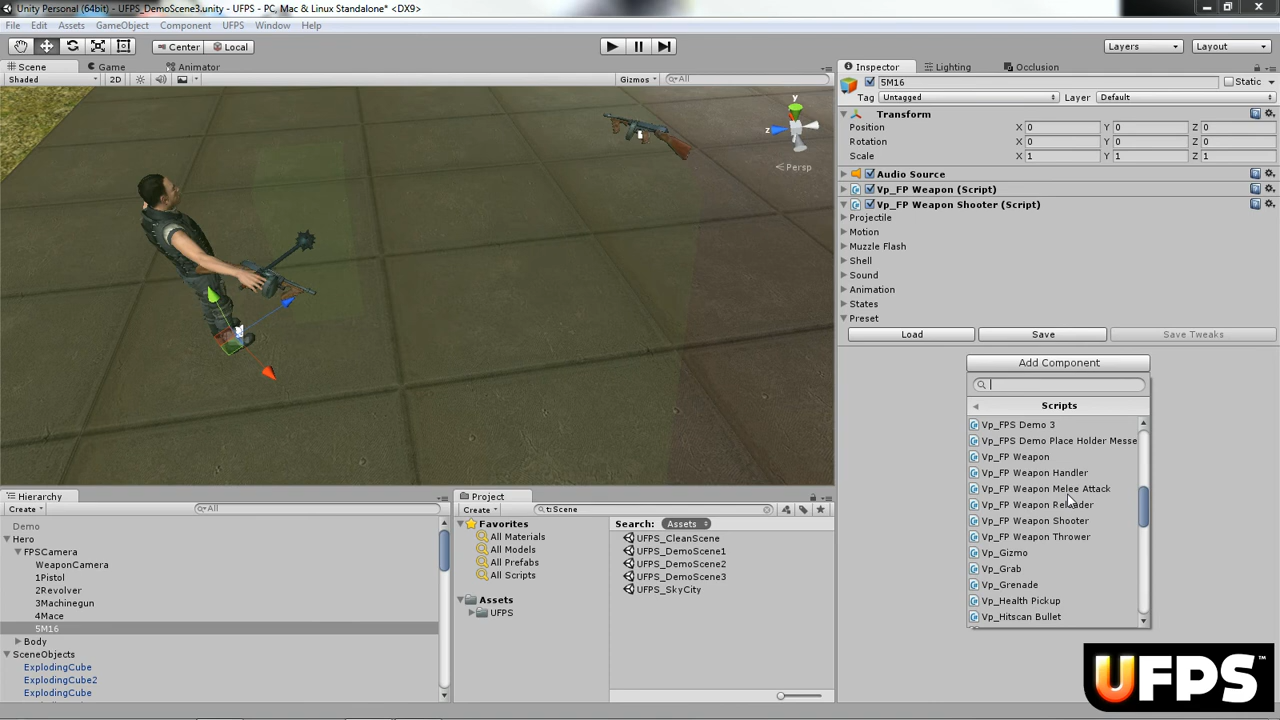 Unity Personal (64bit) - UFPS_DemoScene3.unity - UFPS - PC, Mac & Linux Standalone* <DX9>
File Edit Assets GameObject Component UFPS Window Help
Center Local Layers Layout
Scene Game Animator
Shaded 2D Gizmos All
y
z
Persp
Inspector Lighting Occlusion
5M16 Static
Tag Untagged Layer Default
Transform
Position X 0 Y 0 Z 0
Rotation X 0 Y 0 Z 0
Scale X 1 Y 1 Z 1
Audio Source
Vp_FP Weapon (Script)
Vp_FP Weapon Shooter (Script)
Projectile
Motion
Muzzle Flash
Shell
Sound
Animation
States
Preset
Load Save Save Tweaks
Add Component
Scripts
Vp_FPS Demo 3
Vp_FPS Demo Place Holder Messe
Vp_FP Weapon
Vp_FP Weapon Handler
Vp_FP Weapon Melee Attack
Vp_FP Weapon Reloader
Vp_FP Weapon Shooter
Vp_FP Weapon Thrower
Vp_Gizmo
Vp_Grab
Vp_Grenade
Vp_Health Pickup
Vp_Hitscan Bullet
Hierarchy
Create All
Demo
Hero
FPSCamera
WeaponCamera
1Pistol
2Revolver
3Machinegun
4Mace
5M16
Body
SceneObjects
ExplodingCube
ExplodingCube2
ExplodingCube
Project
Create t:Scene
Favorites
All Materials
All Models
All Prefabs
All Scripts
Assets
UFPS
Search: Assets
UFPS_CleanScene
UFPS_DemoScene1
UFPS_DemoScene2
UFPS_DemoScene3
UFPS_SkyCity
UFPS™